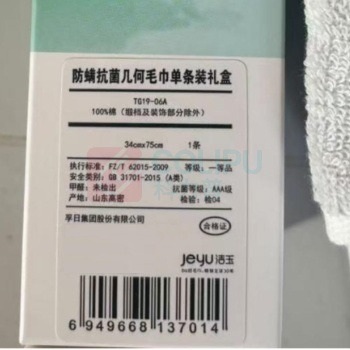 防螨抗菌几何毛巾单条装礼盒
TG19-06A
100%棉（缎档及装饰部分除外）
34cmx75cm 1条
执行标准: FZ/T 62015-2009 等级: 一等品
安全类别: GB 31701-2015 (A类)
甲醛: 未检出 抗菌等级: AAA级
产地: 山东高密 检验: 检04
孚日集团股份有限公司
合格证
jeyu 洁玉
6 949668 137014